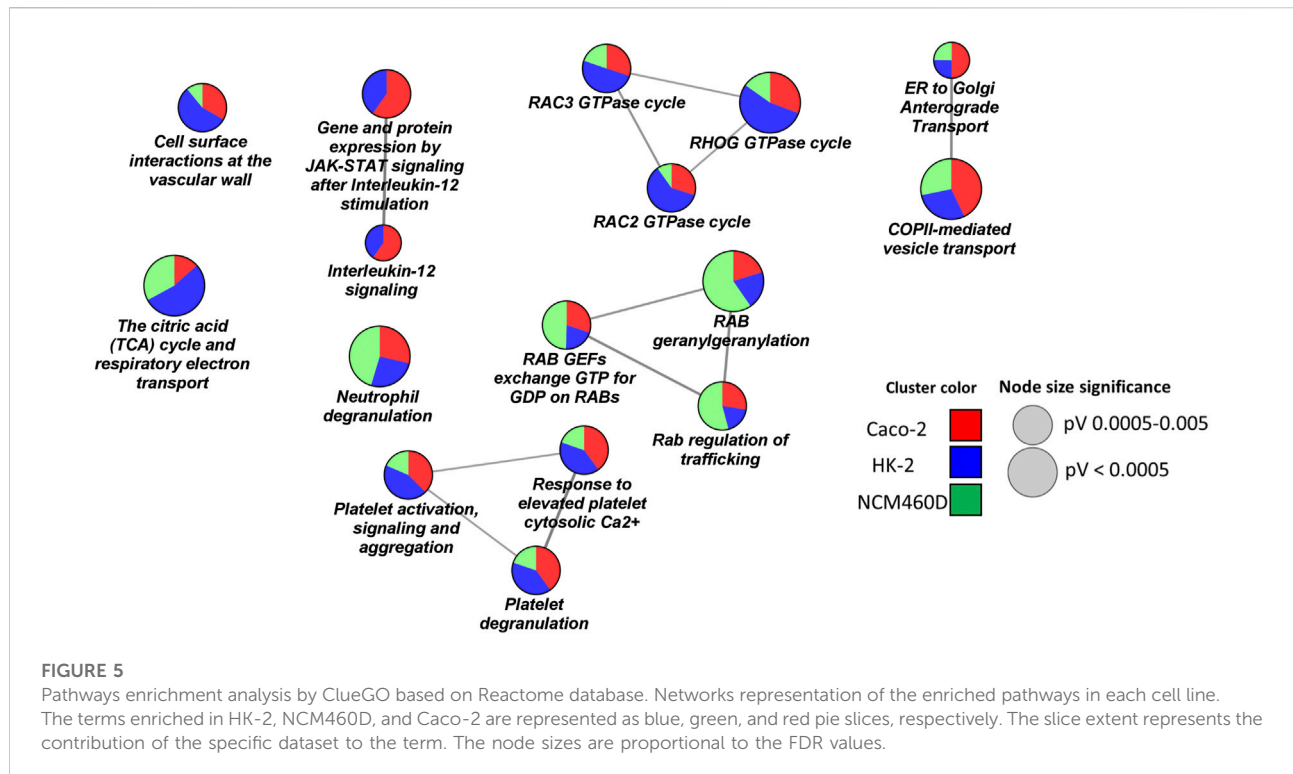 Cell surface
interactions at the
vascular wall
Gene and protein
expression by
JAK-STAT signaling
after Interleukin-12
stimulation
Interleukin-12
signaling
RAC3 GTPase cycle
RHOG GTPase cycle
RAC2 GTPase cycle
ER to Golgi
Anterograde
Transport
COPII-mediated
vesicle transport
The citric acid
(TCA) cycle and
respiratory electron
transport
Neutrophil
degranulation
RAB GEFs
exchange GTP for
GDP on RABs
RAB
geranylgeranylation
Rab regulation of
trafficking
Platelet activation,
signaling and
aggregation
Response to
elevated platelet
cytosolic Ca2+
Platelet
degranulation
Cluster color
Caco-2
HK-2
NCM460D
Node size significance
pV 0.0005-0.005
pV < 0.0005
FIGURE 5
Pathways enrichment analysis by ClueGO based on Reactome database. Networks representation of the enriched pathways in each cell line.
The terms enriched in HK-2, NCM460D, and Caco-2 are represented as blue, green, and red pie slices, respectively. The slice extent represents the
contribution of the specific dataset to the term. The node sizes are proportional to the FDR values.